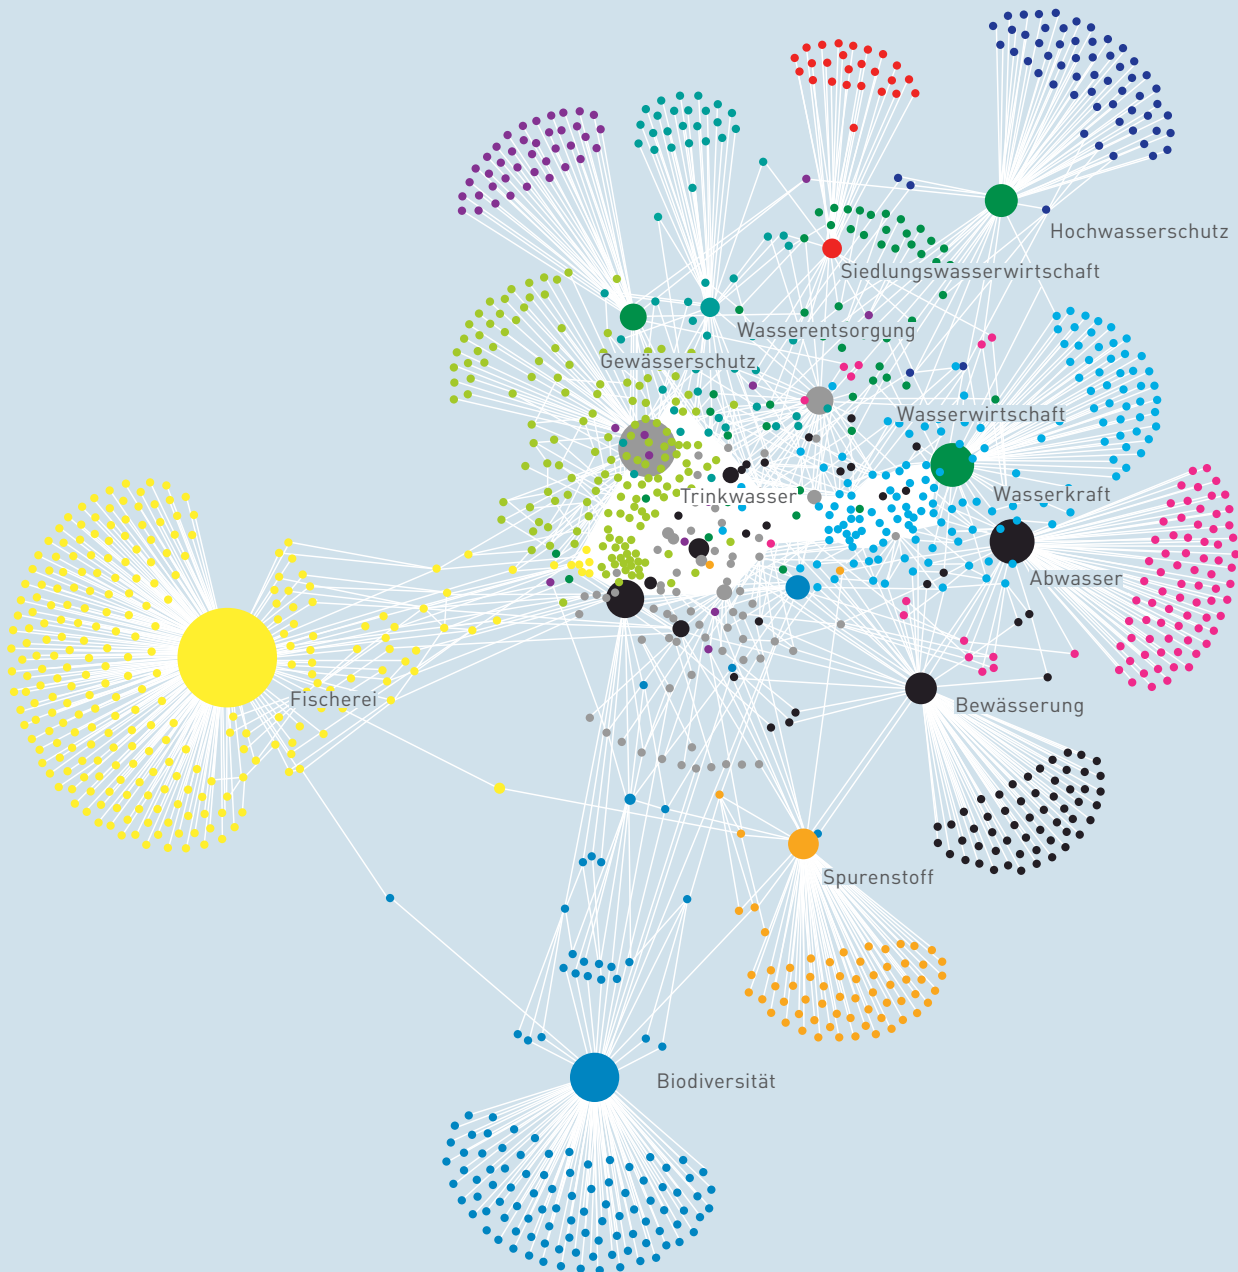 Hochwasserschutz
Siedlungswasserwirtschaft
Wasserentsorgung
Gewässerschutz
Wasserwirtschaft
Trinkwasser
Wasserkraft
Abwasser
Fischerei
Bewässerung
Spurenstoff
Biodiversität